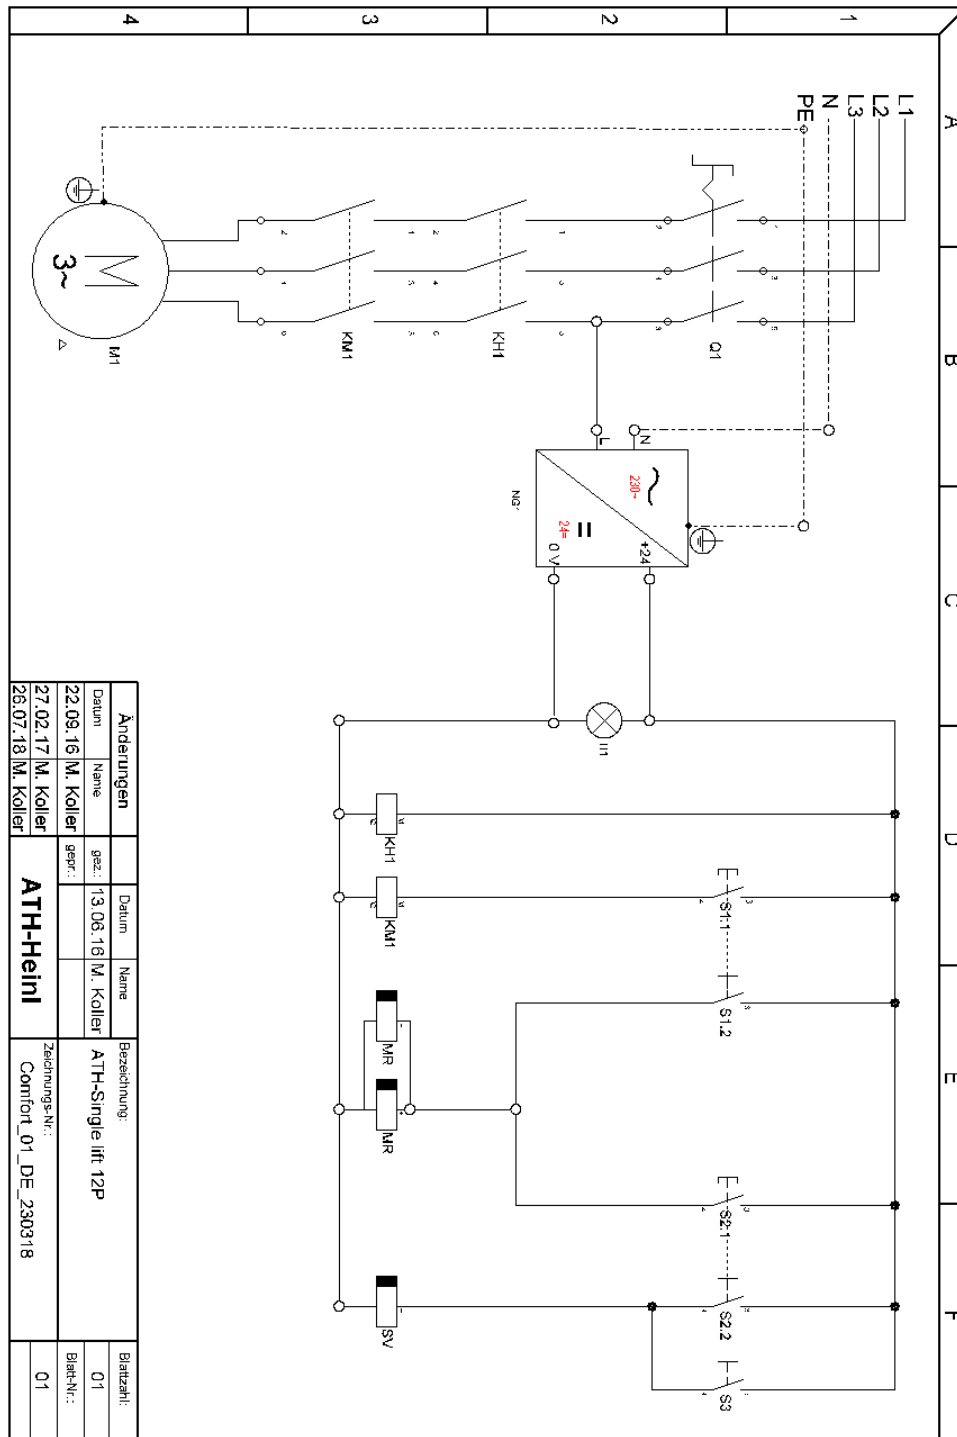 1
2
3
4
A
B
C
D
E
F
L1
L2
L3
N
PE
Q1
KH1
KM1
M1
M
3~
Δ
L
N
230~
24=
0 V
+24
KH1
KM1
S1.1
S1.2
MR
MR
S2.1
S2.2
S3
SV
Änderungen
Datum Name
22.09.16 M. Koller
27.02.17 M. Koller
26.07.18 M. Koller
Datum Name
gez.: 13.06.16 M. Koller
gepr.:
ATH-Heinl
Bezeichnung:
ATH-Single lift 12P
Zeichnungs-Nr.:
Comfort_01_DE_230318
Blattzahl:
01
Blatt-Nr.:
01